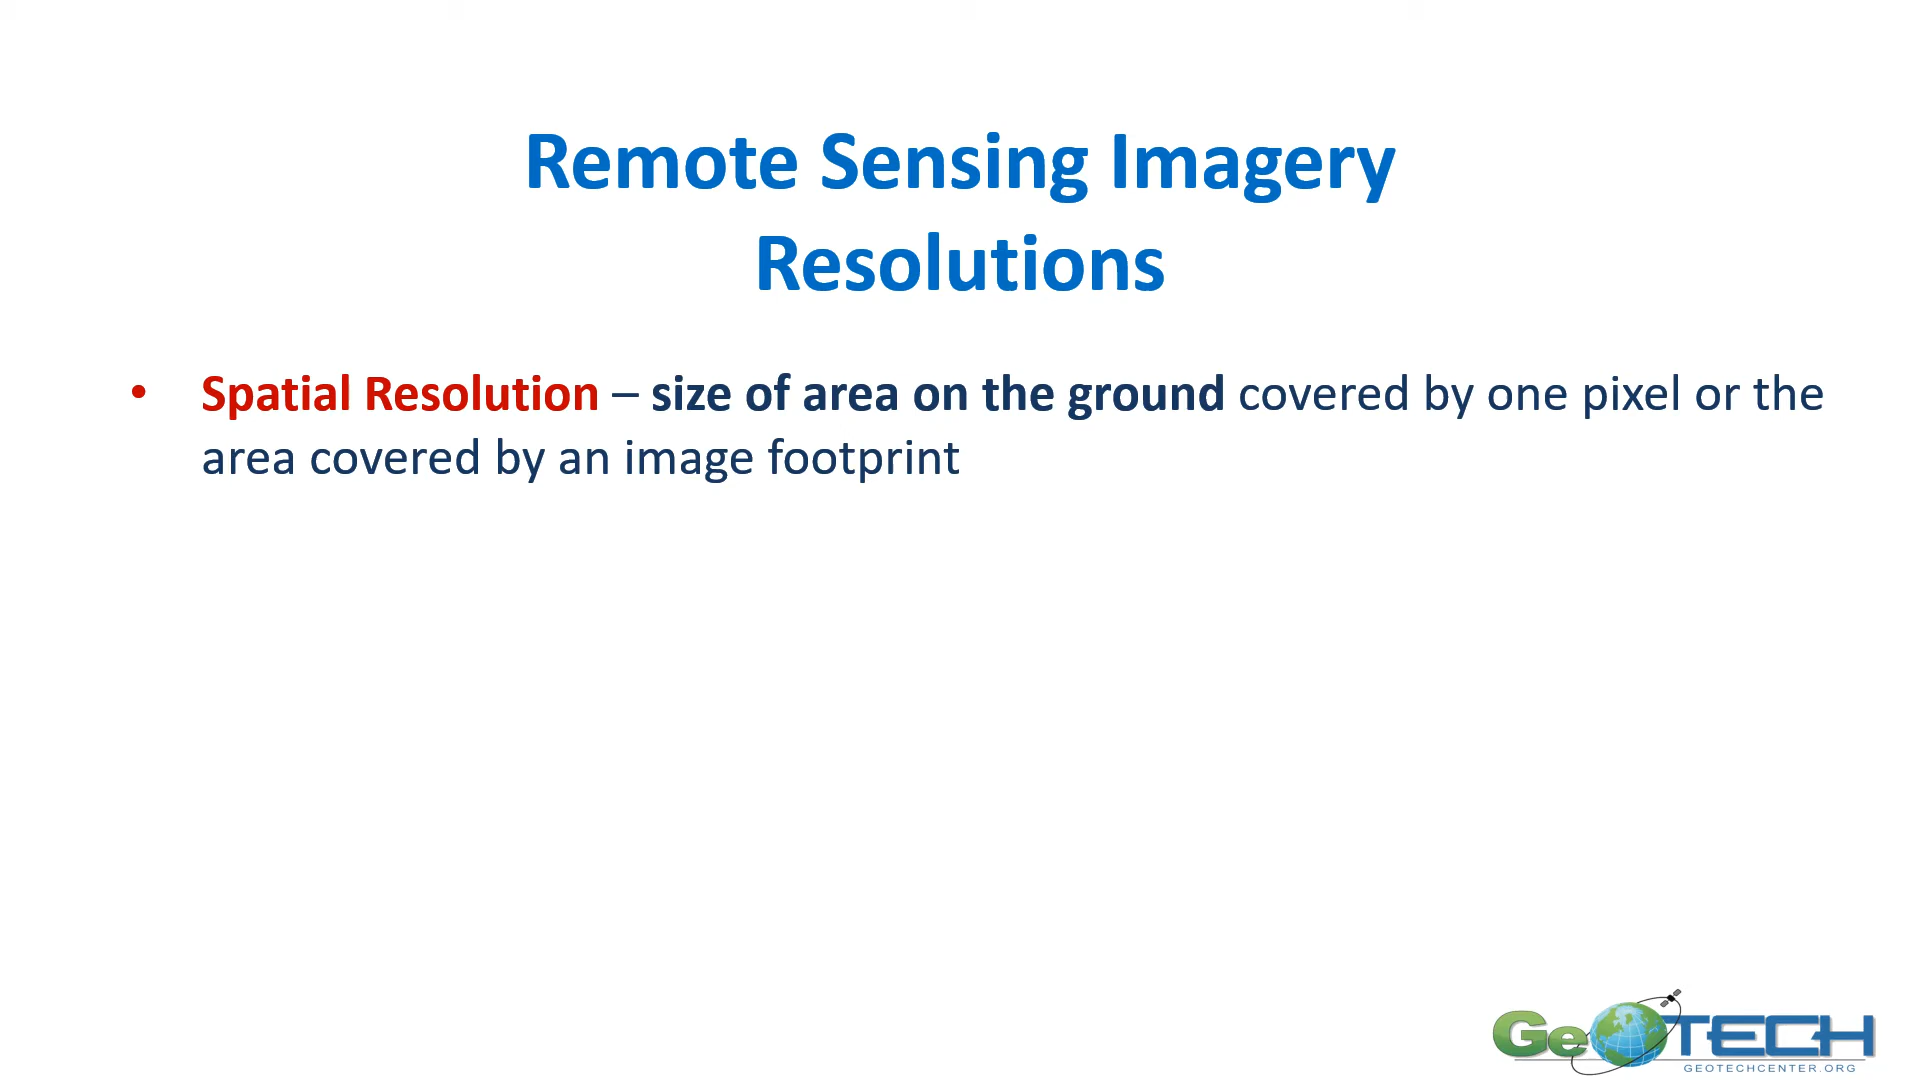 Remote Sensing Imagery
Resolutions
• Spatial Resolution – size of area on the ground covered by one pixel or the
area covered by an image footprint
GeoTECH
GEOTECHCENTER.ORG